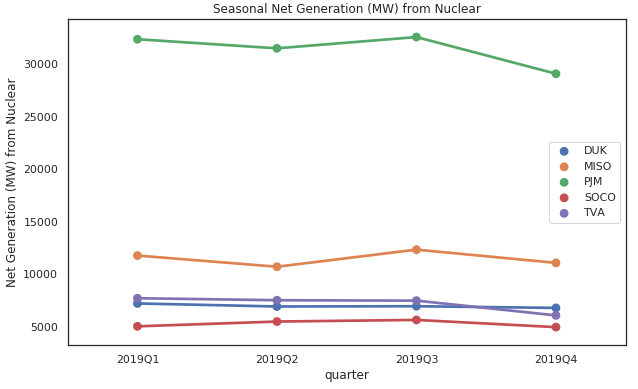 Seasonal Net Generation (MW) from Nuclear
Net Generation (MW) from Nuclear
30000
25000
20000
15000
10000
5000
DUK
MISO
PJM
SOCO
TVA
2019Q1 2019Q2 2019Q3 2019Q4
quarter